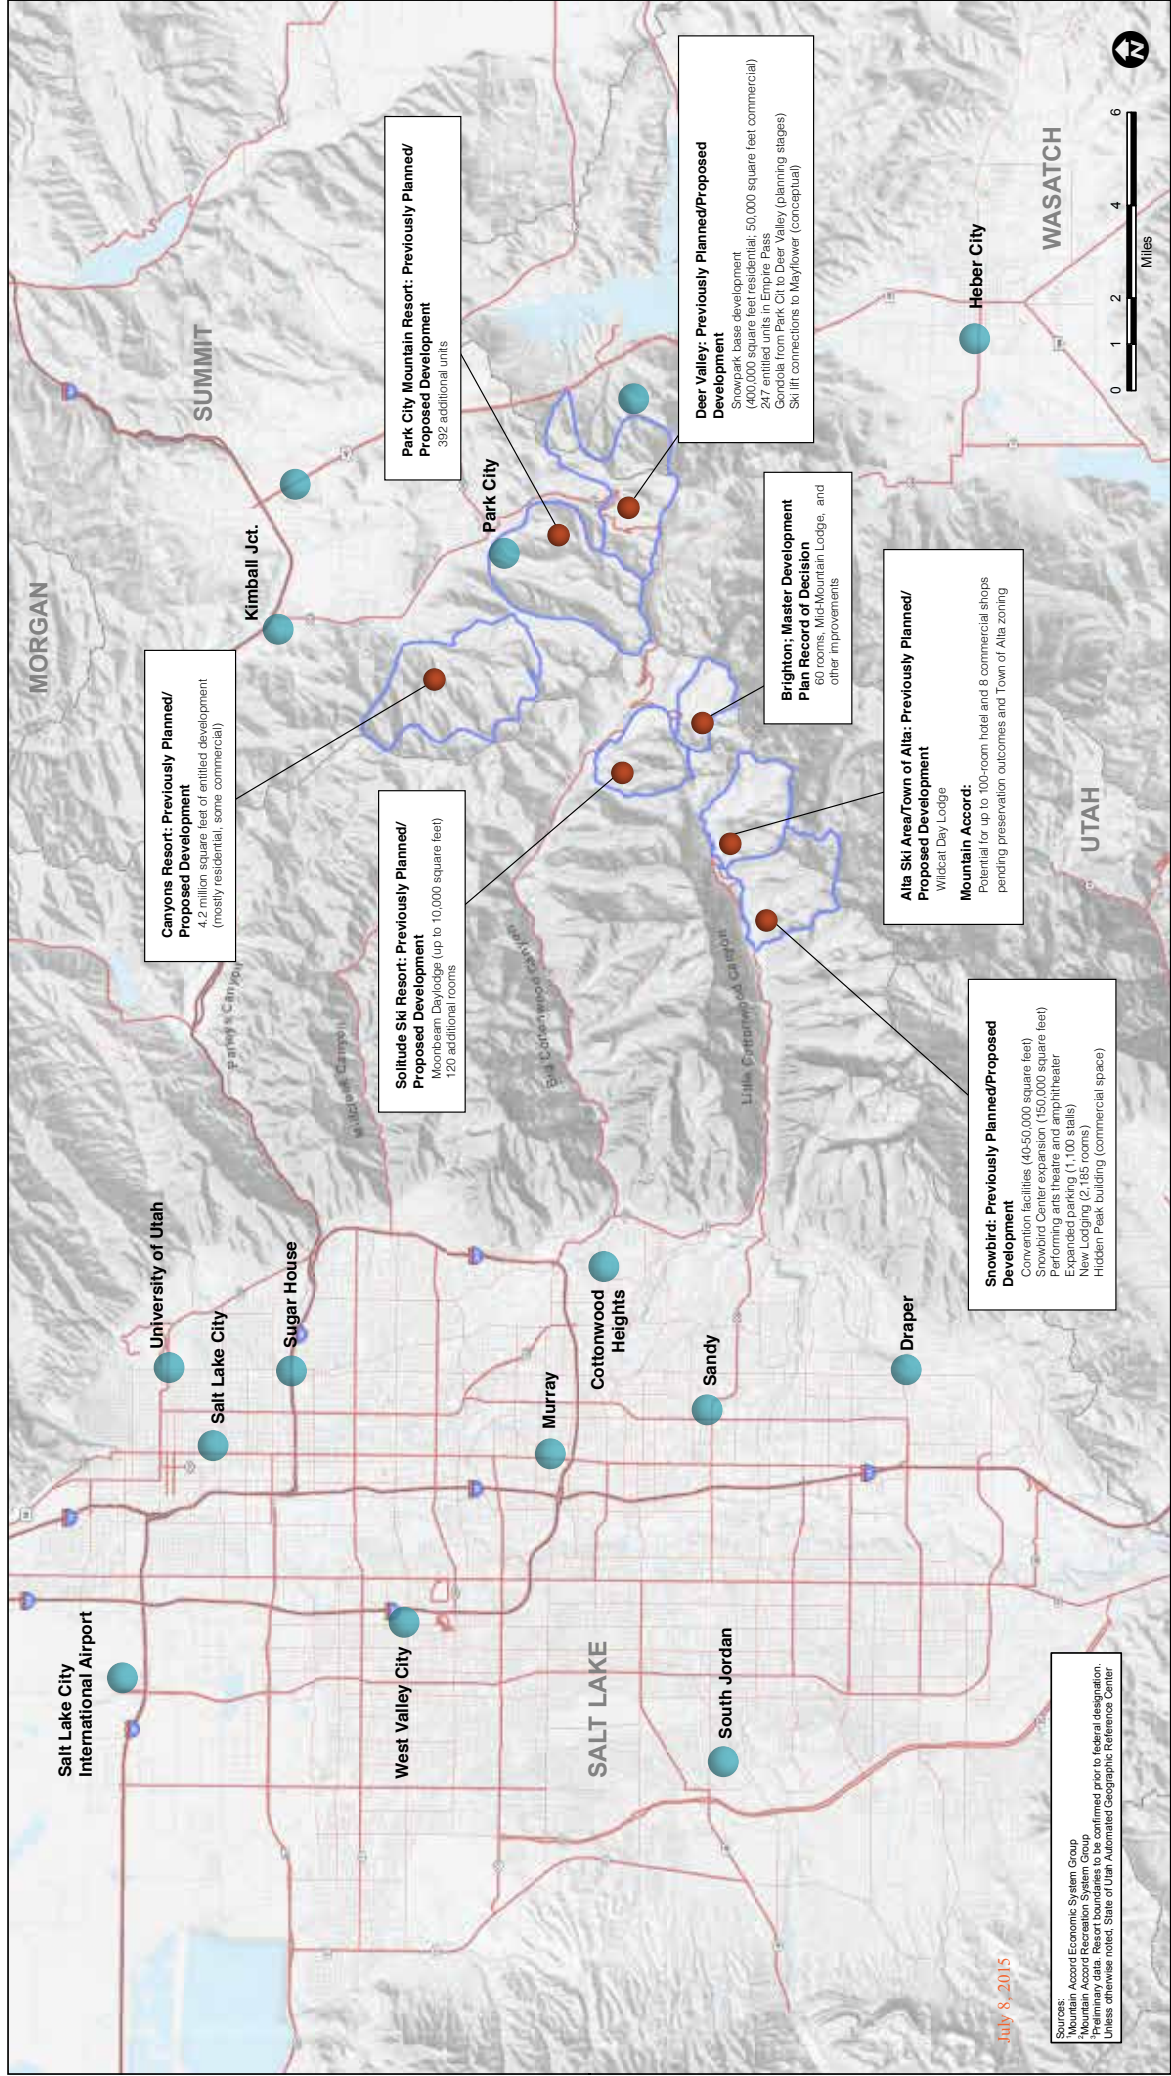 Salt Lake City
International Airport
University of Utah
Salt Lake City
Sugar House
West Valley City
Murray
Cottonwood
Heights
Sandy
South Jordan
Draper
SALT LAKE
Parley's Canyon
Millcreek Canyon
Big Cottonwood Canyon
Little Cottonwood Canyon
MORGAN
SUMMIT
Kimball Jct.
Park City
Heber City
WASATCH
UTAH
Canyons Resort: Previously Planned/
Proposed Development
4.2 million square feet of entitled development
(mostly residential, some commercial)
Park City Mountain Resort: Previously Planned/
Proposed Development
392 additional units
Solitude Ski Resort: Previously Planned/
Proposed Development
Moonbeam Daylodge (up to 10,000 square feet)
120 additional rooms
Deer Valley: Previously Planned/Proposed
Development
Snowpark base development
(400,000 square feet residential; 50,000 square feet commercial)
247 entitled units in Empire Pass
Gondola from Park Cit to Deer Valley (planning stages)
Ski lift connections to Mayflower (conceptual)
Brighton; Master Development
Plan Record of Decision
60 rooms, Mid-Mountain Lodge, and
other improvements
Alta Ski Area/Town of Alta: Previously Planned/
Proposed Development
Wildcat Day Lodge
Mountain Accord:
Potential for up to 100-room hotel and 8 commercial shops
pending preservation outcomes and Town of Alta zoning
Snowbird: Previously Planned/Proposed
Development
Convention facilities (40-50,000 square feet)
Snowbird Center expansion (150,000 square feet)
Performing arts theatre and amphitheater
Expanded parking (1,100 stalls)
New Lodging (2,185 rooms)
Hidden Peak building (commercial space)
N
0 1 2 4 6
Miles
July 8, 2015
Sources:
¹Mountain Accord Economic System Group
²Mountain Accord Recreation System Group
³Preliminary data. Resort boundaries to be confirmed prior to federal designation.
Unless otherwise noted, State of Utah Automated Geographic Reference Center